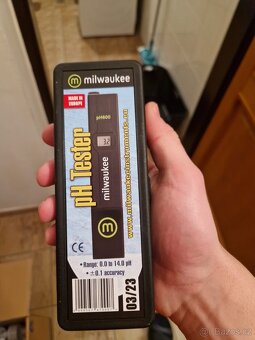 m milwaukee
MADE IN
EUROPE
pH Tester
www.milwaukeeinstruments.eu
pH600
milwaukee
m
CE
• Range: 0.0 to 14.0 pH
• ±0.1 accuracy
03/23